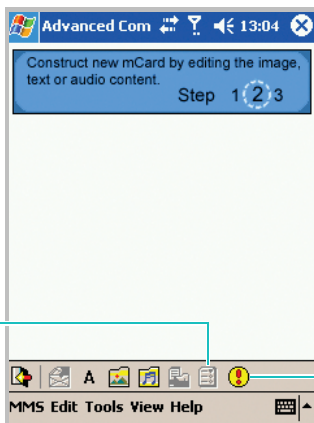 Advanced Com 13:04
Construct new mCard by editing the image,
text or audio content.
Step 1 2 3
A
MMS Edit Tools View Help